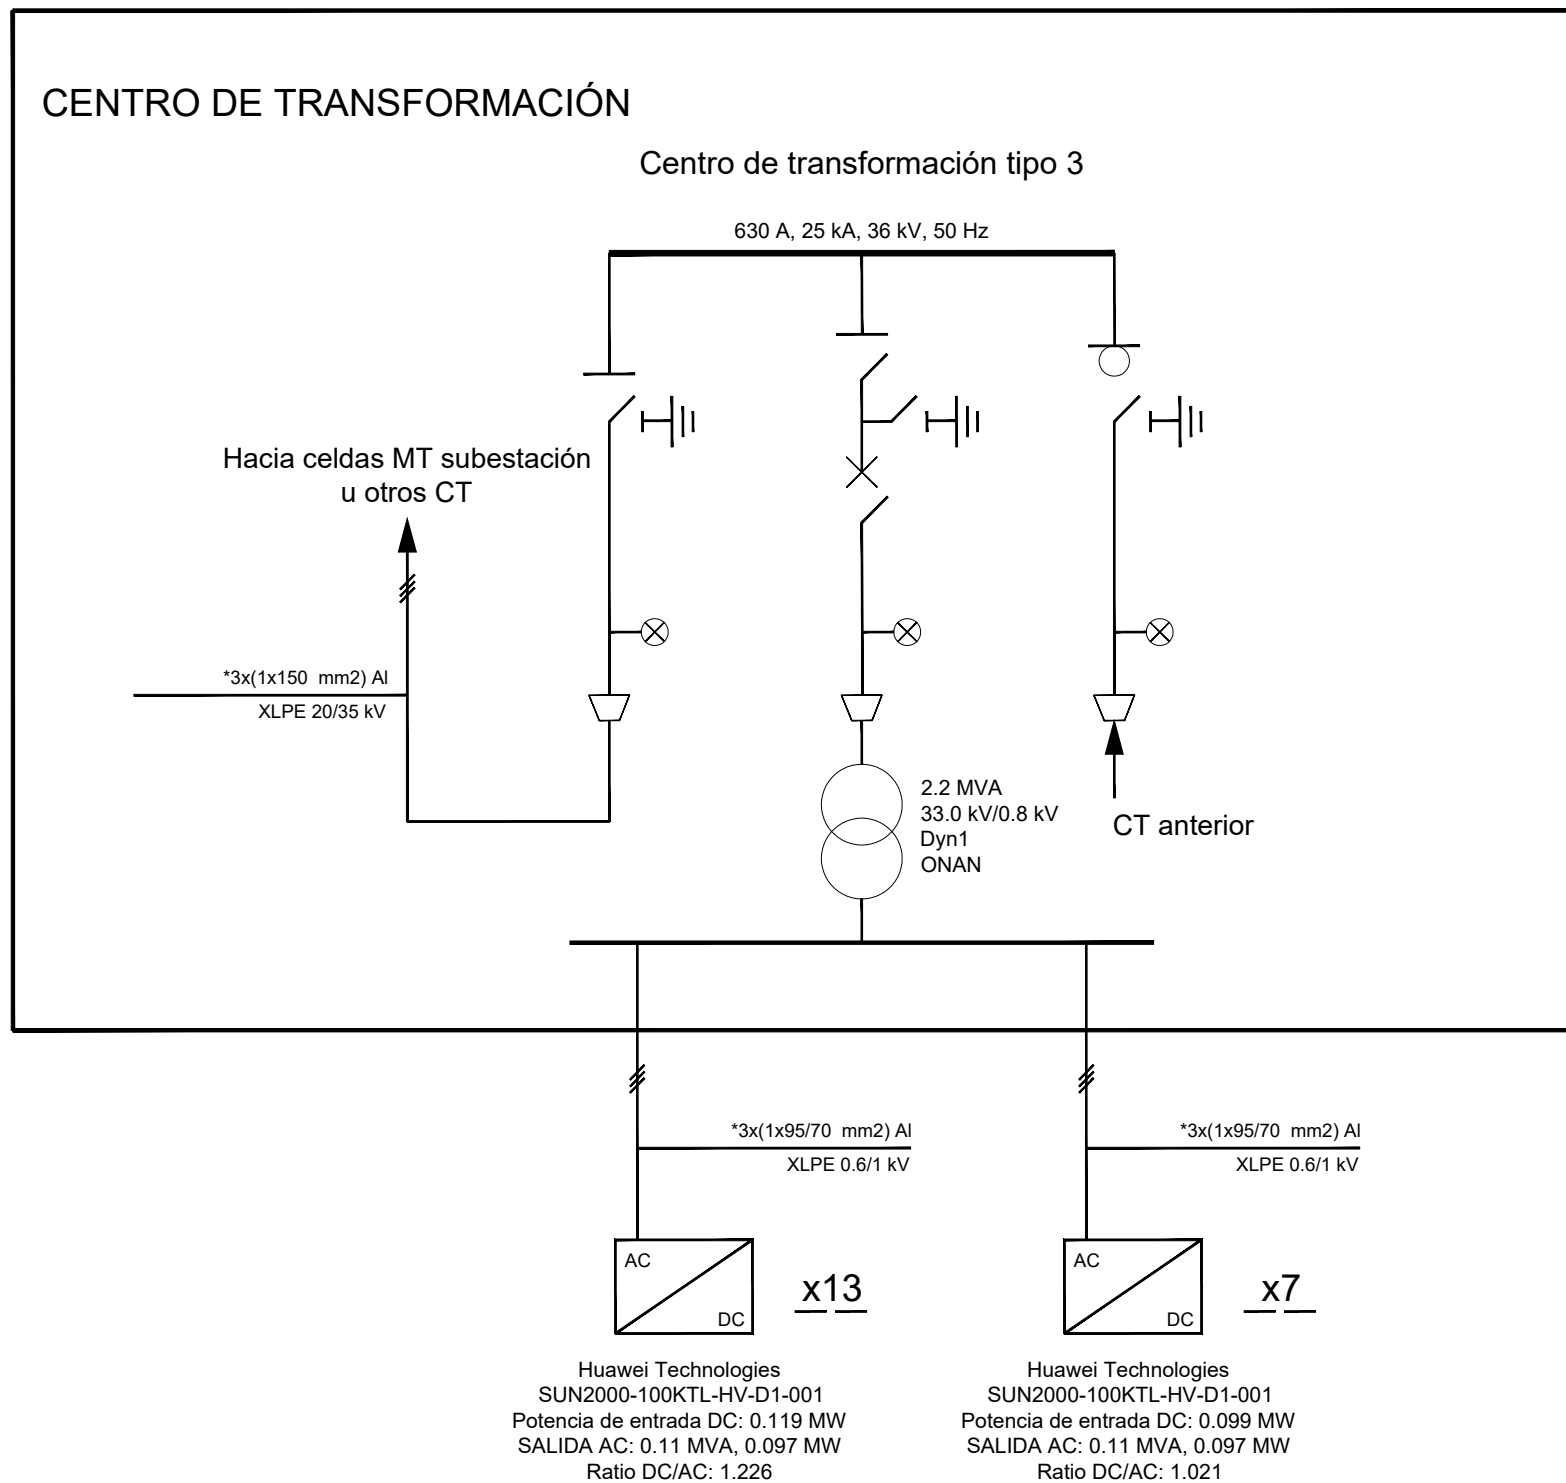 CENTRO DE TRANSFORMACIÓN
Centro de transformación tipo 3
630 A, 25 kA, 36 kV, 50 Hz
Hacia celdas MT subestación
u otros CT
*3x(1x150  mm2) Al
XLPE 20/35 kV
2.2 MVA
33.0 kV/0.8 kV
Dyn1
ONAN
CT anterior
*3x(1x95/70  mm2) Al
XLPE 0.6/1 kV
*3x(1x95/70  mm2) Al
XLPE 0.6/1 kV
AC
DC
x13
AC
DC
x7
Huawei Technologies
SUN2000-100KTL-HV-D1-001
Potencia de entrada DC: 0.119 MW
SALIDA AC: 0.11 MVA, 0.097 MW
Ratio DC/AC: 1.226
Huawei Technologies
SUN2000-100KTL-HV-D1-001
Potencia de entrada DC: 0.099 MW
SALIDA AC: 0.11 MVA, 0.097 MW
Ratio DC/AC: 1.021